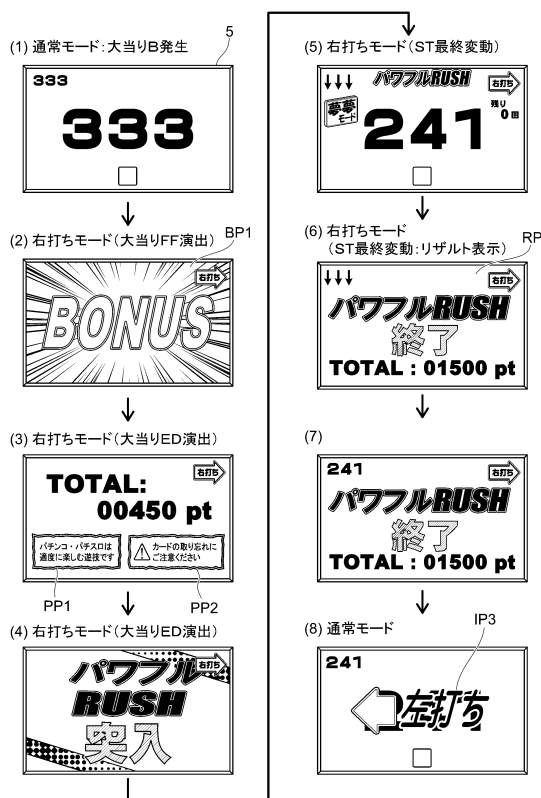 (1) 通常モード：大当りB発生
5
333
333
(2) 右打ちモード(大当りFF演出)
BP1
右打ち
BONUS
(3) 右打ちモード(大当りED演出)
右打ち
TOTAL:
00450 pt
パチンコ・パチスロは
適度に楽しむ遊技です
カードの取り忘れに
ご注意ください
PP1
PP2
(4) 右打ちモード(大当りED演出)
右打ち
パワフル
RUSH
突入
(5) 右打ちモード(ST最終変動)
パワフルRUSH
右打ち
夢夢
モード
241
残り
0回
(6) 右打ちモード
(ST最終変動：リザルト表示)
RP
右打ち
パワフルRUSH
終了
TOTAL : 01500 pt
(7)
241
右打ち
パワフルRUSH
終了
TOTAL : 01500 pt
(8) 通常モード
IP3
241
左打ち